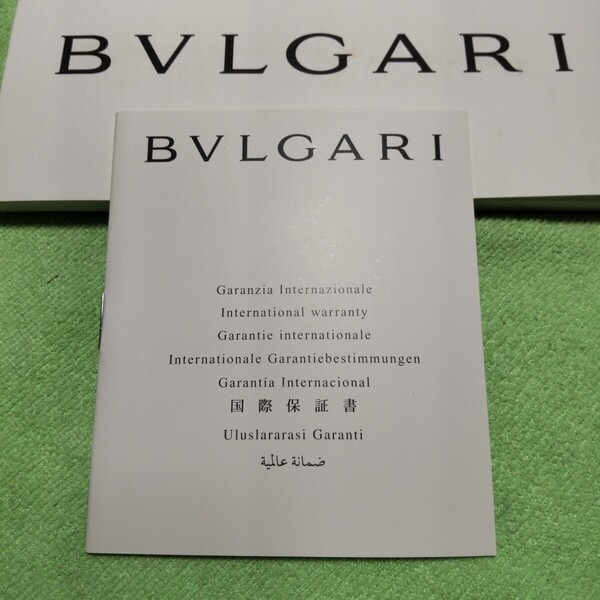 BVLGARI
BVLGARI
Garanzia Internazionale
International warranty
Garantie internationale
Internationale Garantiebestimmungen
Garantía Internacional
国際保証書
Uluslararasi Garanti
ضمانة عالمية